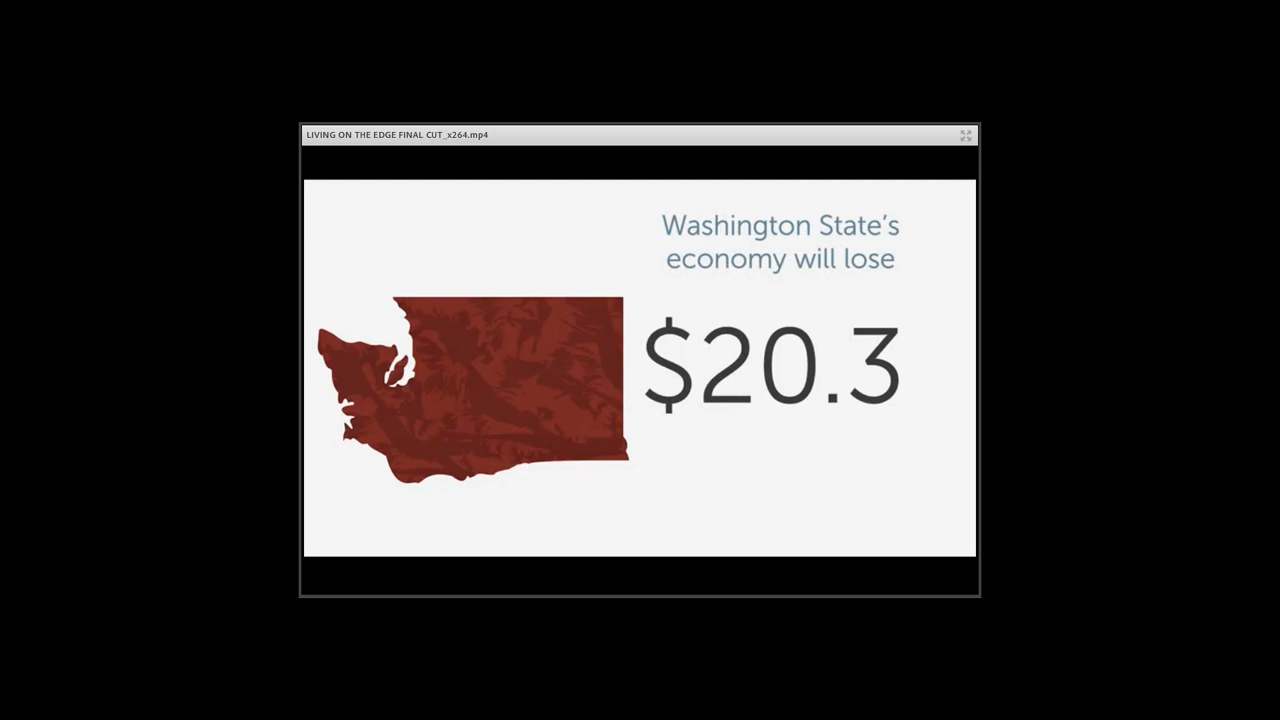 LIVING ON THE EDGE FINAL CUT_x264.mp4
Washington State’s
economy will lose
$20.3